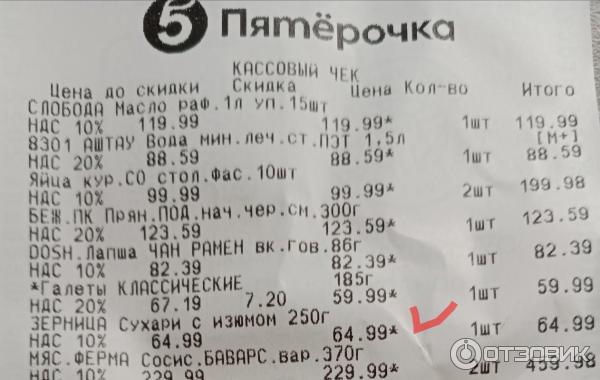 5 Пятёрочка
КАССОВЫЙ ЧЕК
Цена до скидки Скидка Цена Кол-во Итого
СЛОБОДА Масло раф.1л уп.15шт
НДС 10% 119.99 119.99* 1шт 119.99
[М+]
8301 АШТАУ Вода мин.леч.ст.ПЭТ 1,5л
НДС 20% 88.59 88.59* 1шт 88.59
Яйца кур.СО стол.фас.10шт
НДС 10% 99.99 99.99* 2шт 199.98
БЕЖ.ПК Прян.ПОД.нач.чер.см.300г
НДС 20% 123.59 123.59* 1шт 123.59
DOSH.Лапша ЧАН РАМЕН вк.гов.86г
НДС 10% 82.39 82.39* 1шт 82.39
*Галеты КЛАССИЧЕСКИЕ 185г
НДС 20% 67.19 7.20 59.99* 1шт 59.99
ЗЕРНИЦА Сухари с изюмом 250г
НДС 10% 64.99 64.99* 1шт 64.99
МЯС.ФЕРМА Сосис.БАВАРС.вар.370г
НДС 10% 229.99 229.99* 2шт 459.98
ОТЗОВИК